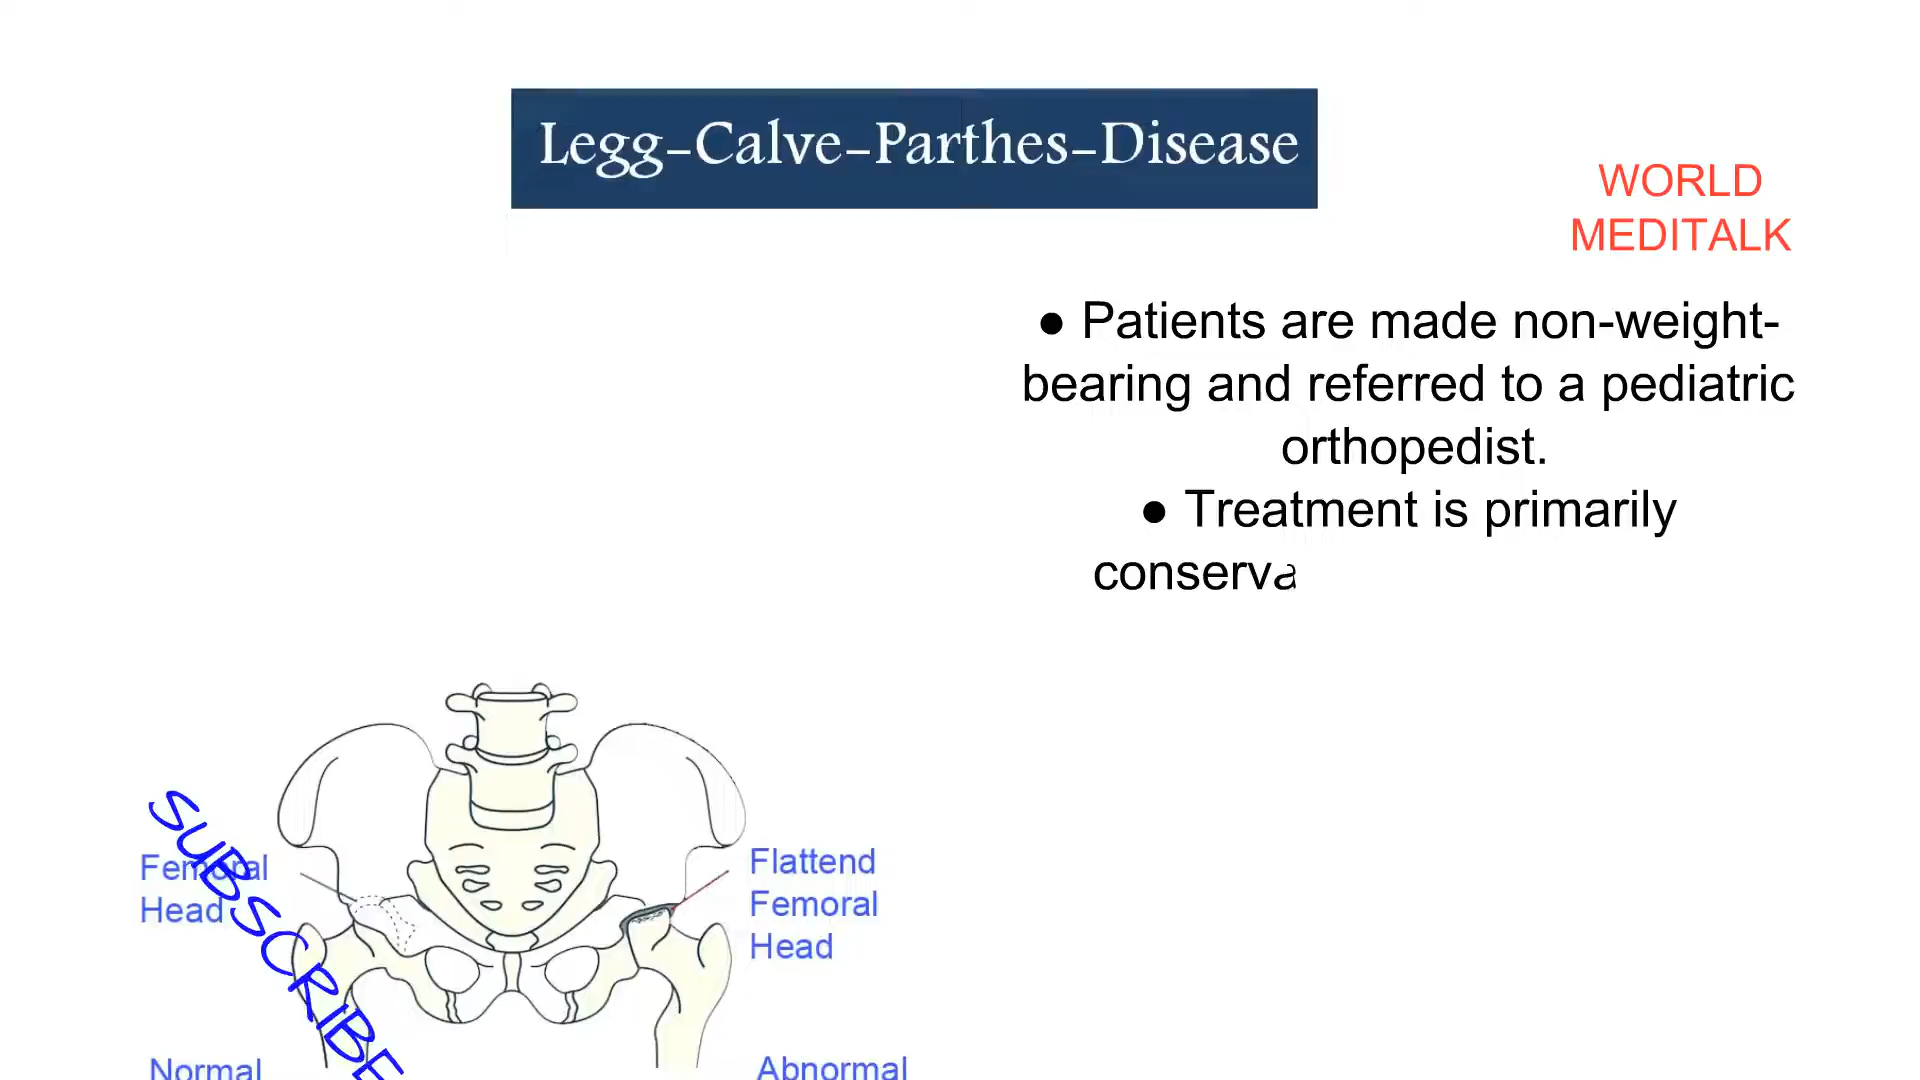 Legg-Calve-Parthes-Disease
WORLD
MEDITALK
● Patients are made non-weight-
bearing and referred to a pediatric
orthopedist.
● Treatment is primarily
conserva
SUBSCRIBE
Femoral
Head
Flattend
Femoral
Head
Normal
Abnormal